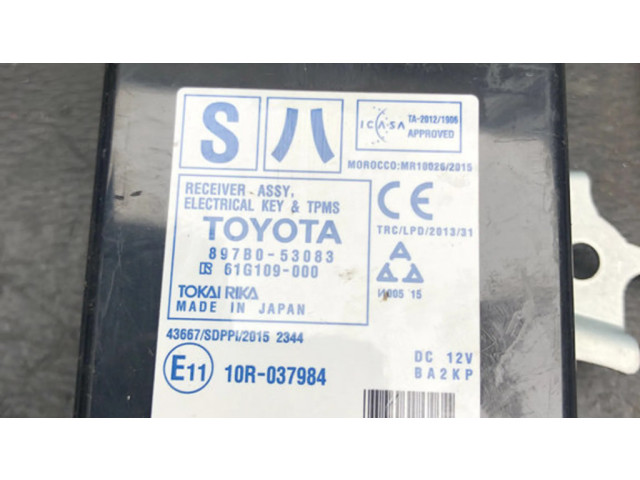 S ハ
ICASA TA-2012/1906
APPROVED
MOROCCO:MR10026/2015
RECEIVER ASSY,
ELECTRICAL KEY & TPMS
TOYOTA
897B0-53083
61G109-000
TOKAI RIKA
MADE IN JAPAN
CE
TRC/LPD/2013/31
005 15
43667/SDPPI/2015 2344
E11 10R-037984
DC 12V
BA2KP